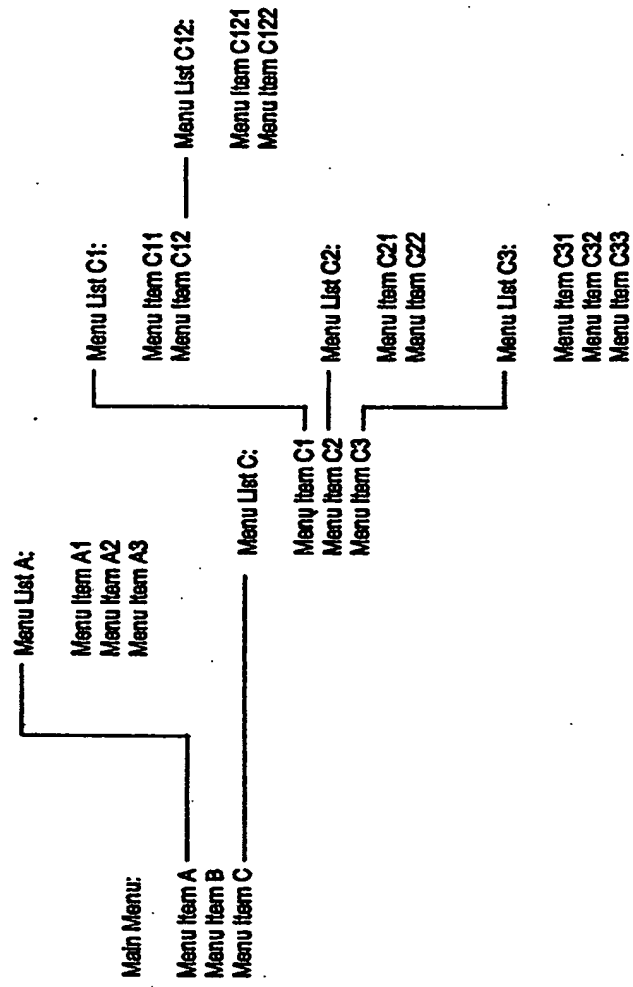 Main Menu:
Menu Item A
Menu Item B
Menu Item C
Menu List A:
Menu Item A1
Menu Item A2
Menu Item A3
Menu List C:
Menu Item C1
Menu Item C2
Menu Item C3
Menu List C1:
Menu Item C11
Menu Item C12
Menu List C2:
Menu Item C21
Menu Item C22
Menu List C3:
Menu Item C31
Menu Item C32
Menu Item C33
Menu List C12:
Menu Item C121
Menu Item C122